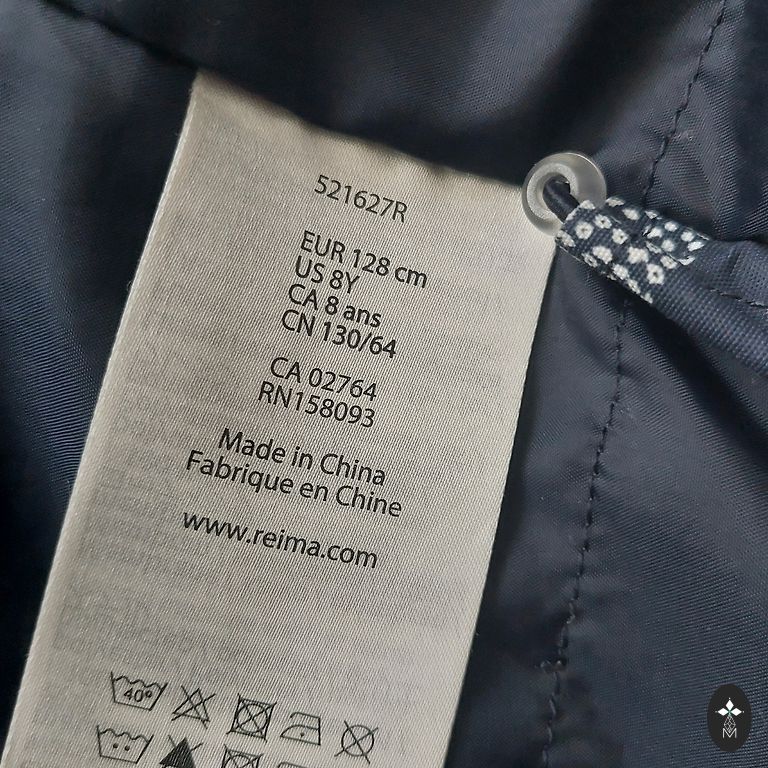 521627R
EUR 128 cm
US 8Y
CA 8 ans
CN 130/64
CA 02764
RN158093
Made in China
Fabrique en Chine
www.reima.com
40º
M